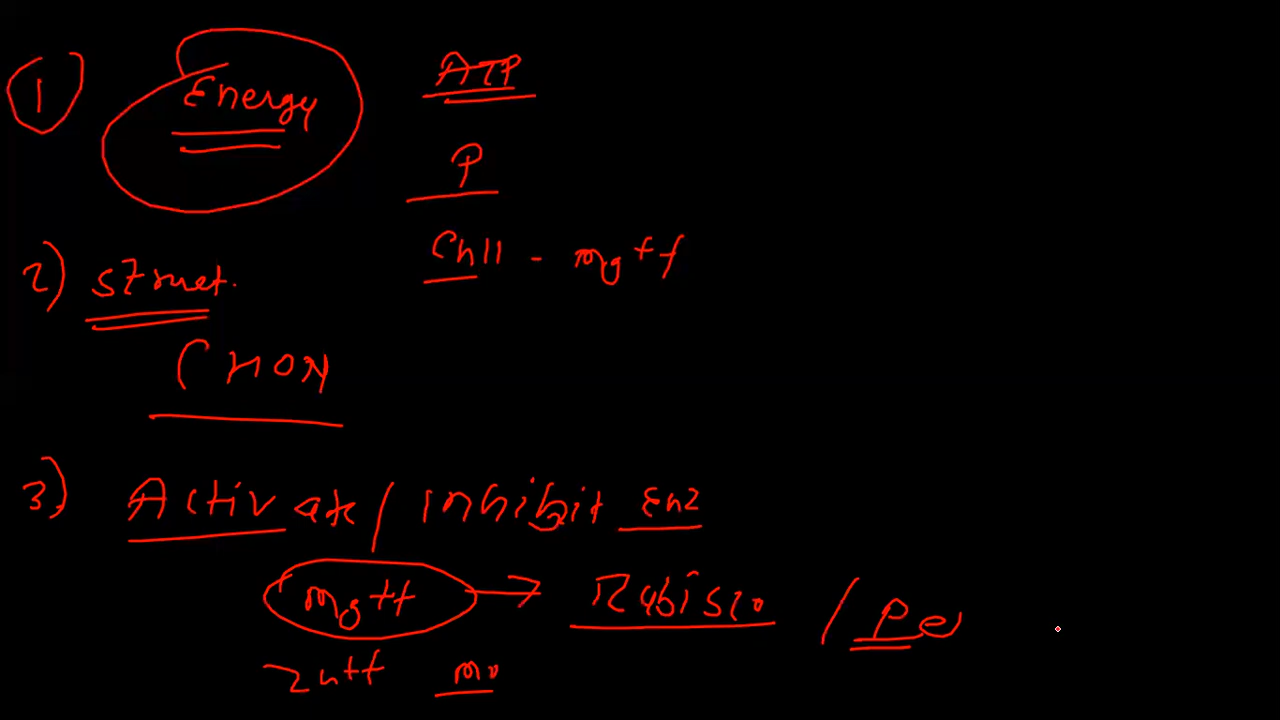 1 Energy ATP
P
Chll - mg++
2) struct.
CHON
3) Activate / inhibit Enz
mg++ → Rubisco / Pe
Zn++ mo